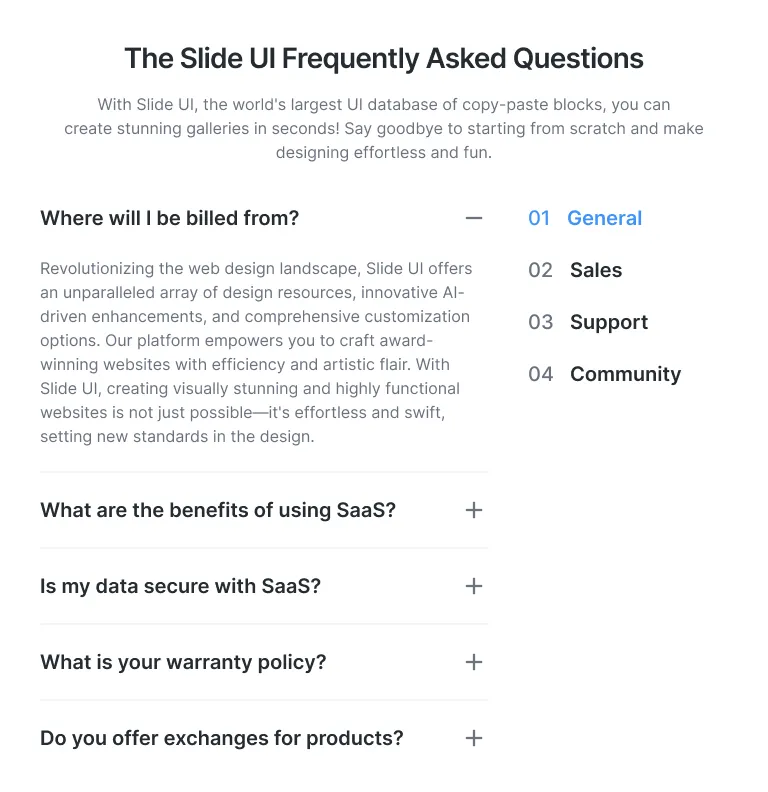 The Slide UI Frequently Asked Questions
With Slide UI, the world's largest UI database of copy-paste blocks, you can
create stunning galleries in seconds! Say goodbye to starting from scratch and make
designing effortless and fun.
Where will I be billed from?
Revolutionizing the web design landscape, Slide UI offers
an unparalleled array of design resources, innovative AI-
driven enhancements, and comprehensive customization
options. Our platform empowers you to craft award-
winning websites with efficiency and artistic flair. With
Slide UI, creating visually stunning and highly functional
websites is not just possible—it's effortless and swift,
setting new standards in the design.
What are the benefits of using SaaS?
Is my data secure with SaaS?
What is your warranty policy?
Do you offer exchanges for products?
01 General
02 Sales
03 Support
04 Community